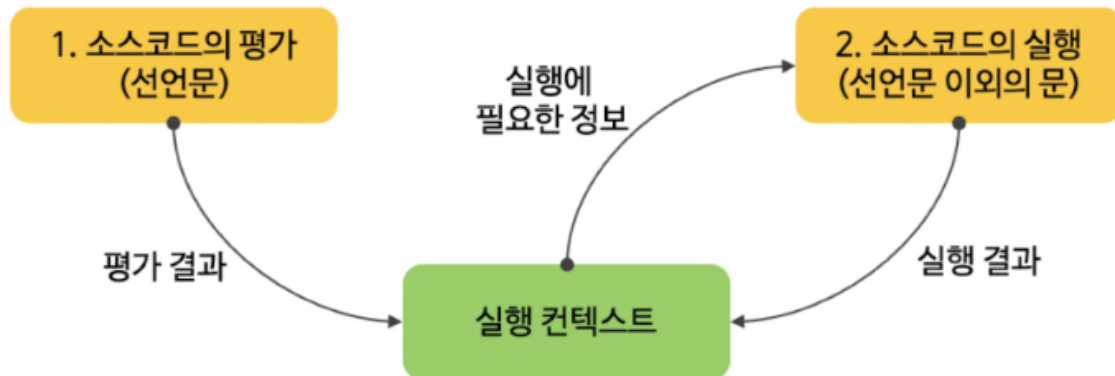 1. 소스코드의 평가
(선언문)
2. 소스코드의 실행
(선언문 이외의 문)
실행에
필요한 정보
평가 결과
실행 결과
실행 컨텍스트